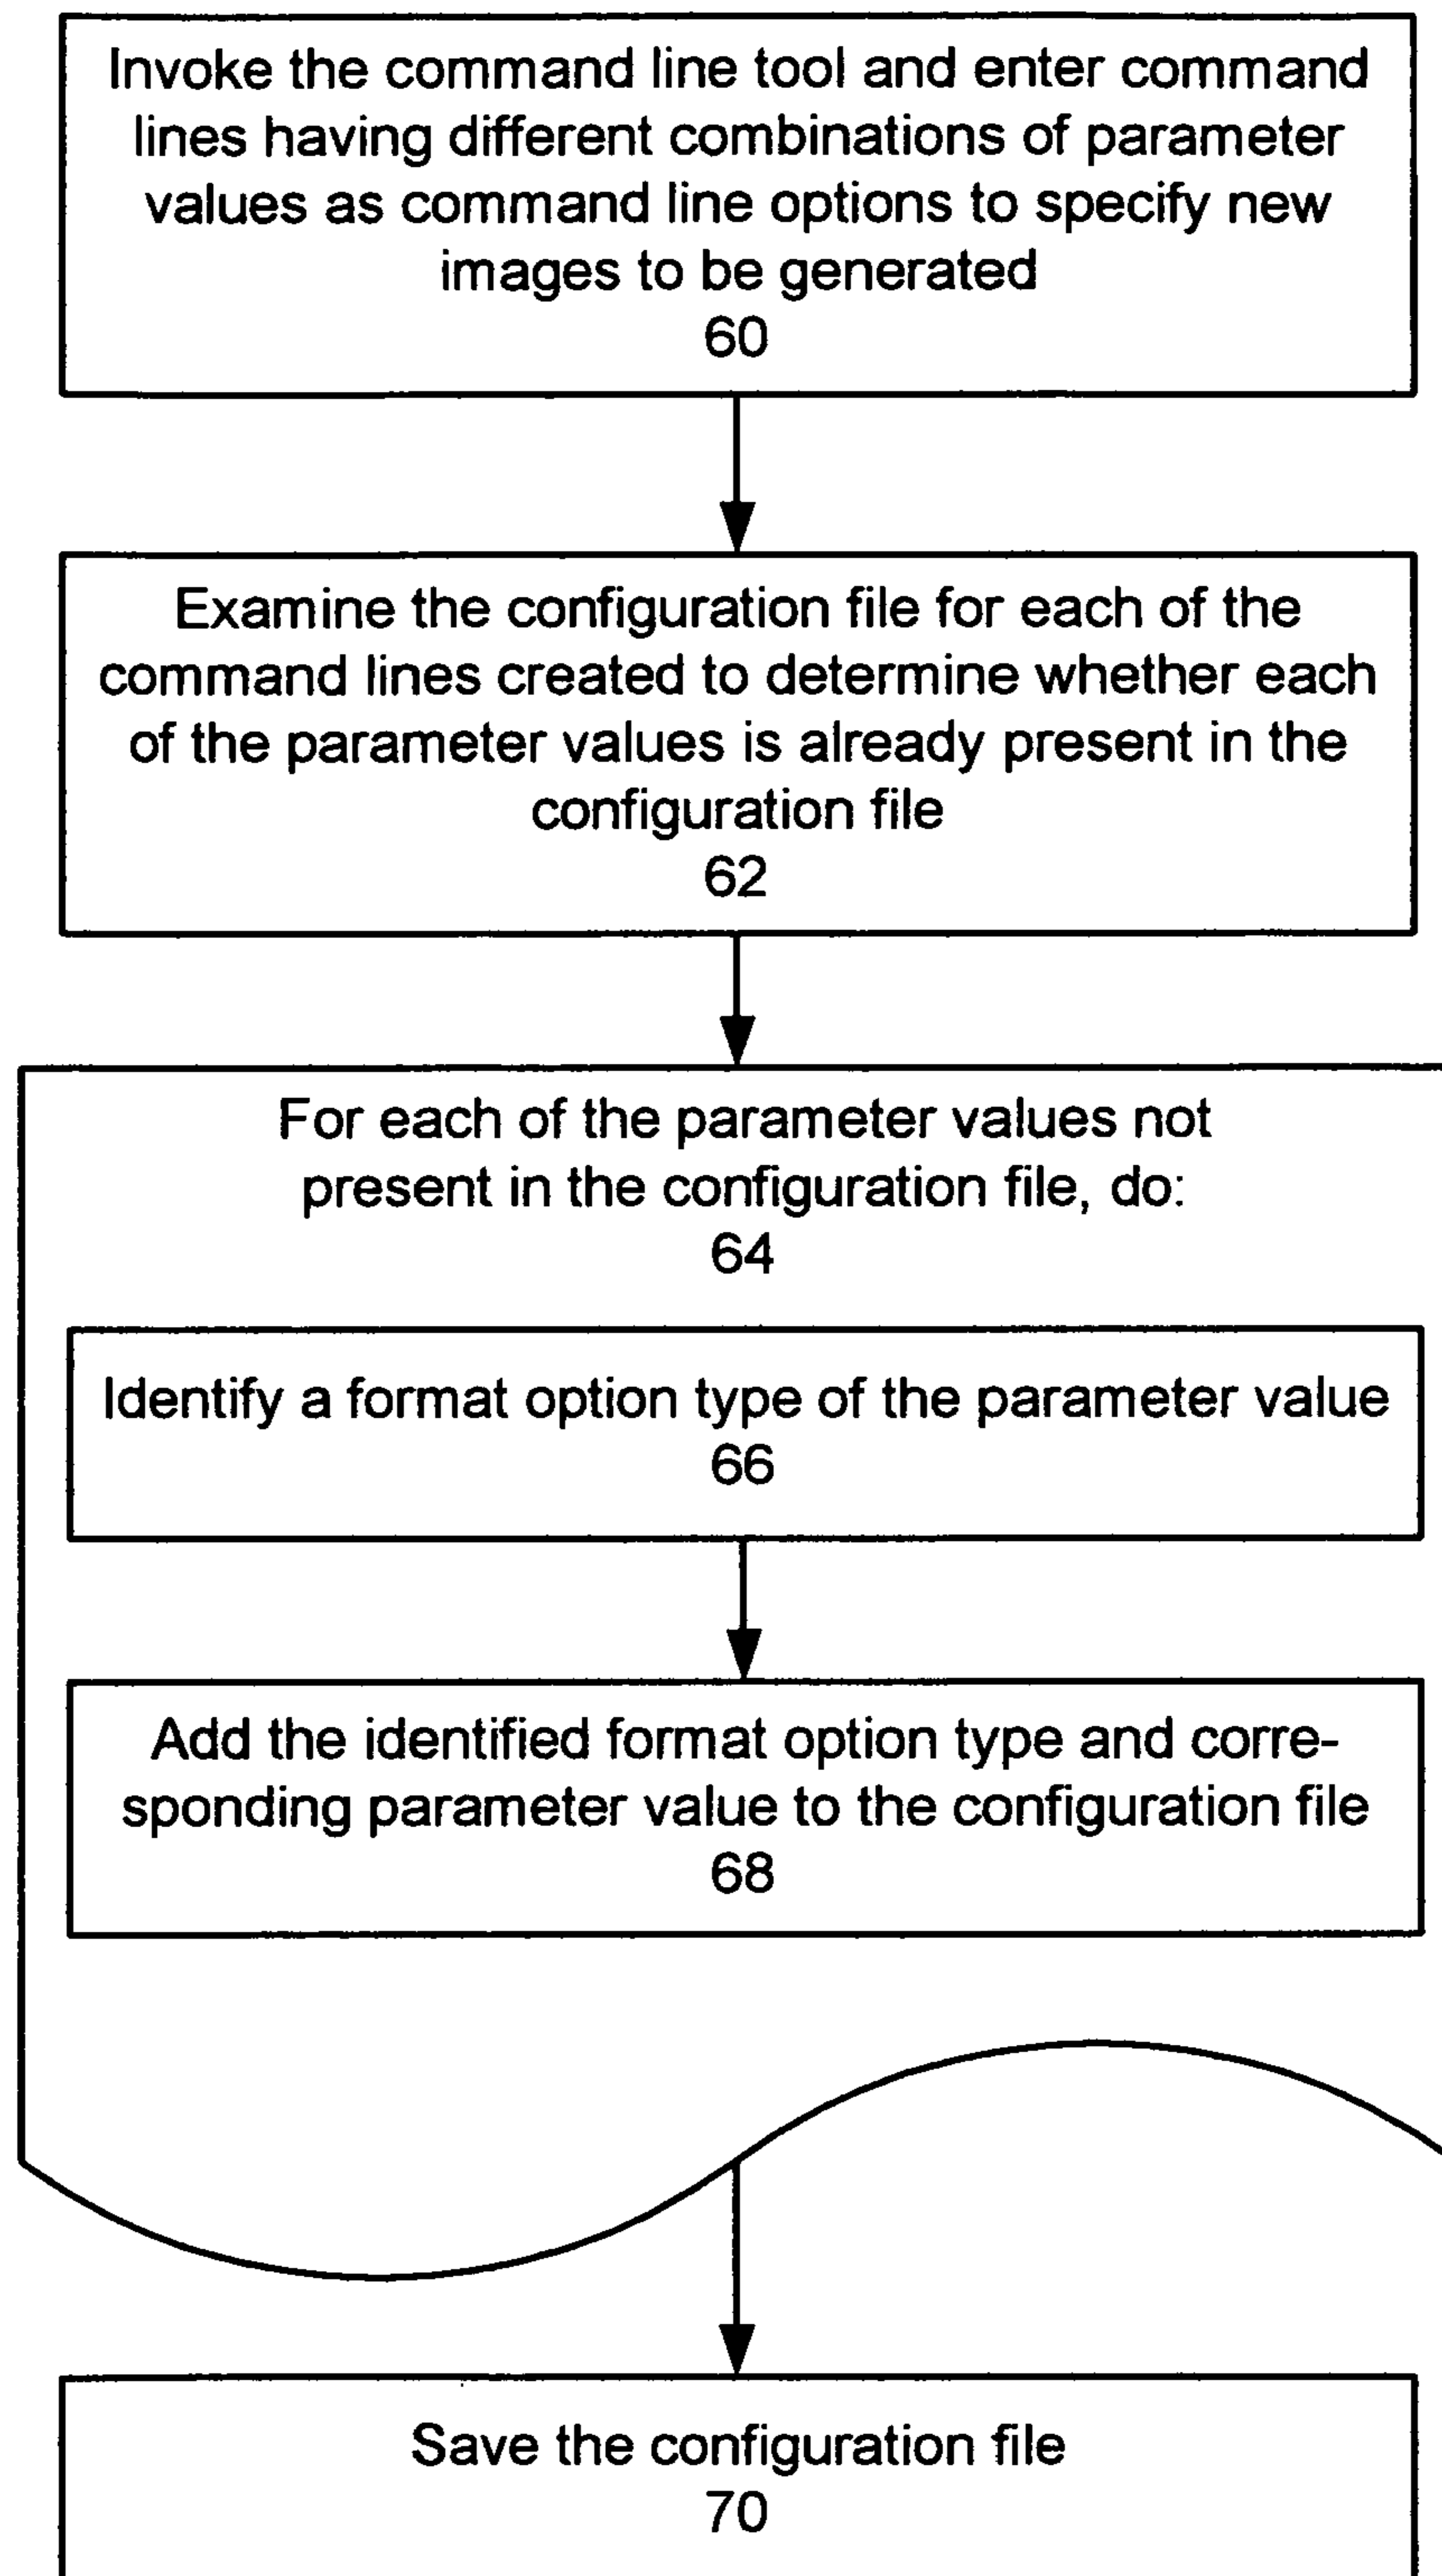 Invoke the command line tool and enter command
lines having different combinations of parameter
values as command line options to specify new
images to be generated
60
Examine the configuration file for each of the
command lines created to determine whether each
of the parameter values is already present in the
configuration file
62
For each of the parameter values not
present in the configuration file, do:
64
Identify a format option type of the parameter value
66
Add the identified format option type and corre-
sponding parameter value to the configuration file
68
Save the configuration file
70